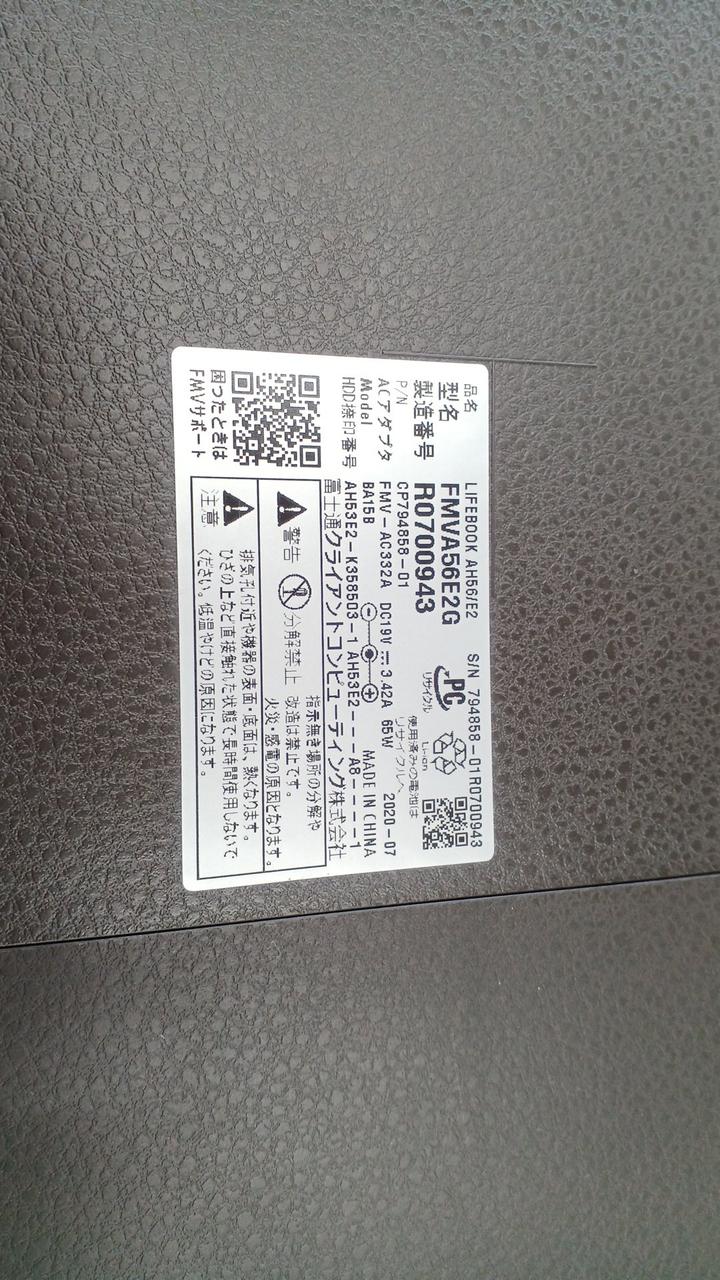 品名 LIFEBOOK AH56/E2 S/N 794858-01R0700943
型名 FMVA56E2G
製造番号 R0700943
PC
リサイクル
Li-ion
使用済みの電池は
リサイクルへ
P/N CP794858-01 2020-07
ACアダプタ FMV-AC332A DC19V 3.42A 65W
Model BA15B MADE IN CHINA
HDD捺印番号 AH53E2-K3585D3-1 AH53E2---A8----1
富士通クライアントコンピューティング株式会社
困ったときは
FMVサポート
警告 分解禁止
指示無き場所の分解や
改造は禁止です。
火災・感電の原因となります。
注意
排気孔付近や機器の表面・底面は、熱くなります。
ひざの上など直接触れた状態で長時間使用しないで
ください。低温やけどの原因になります。